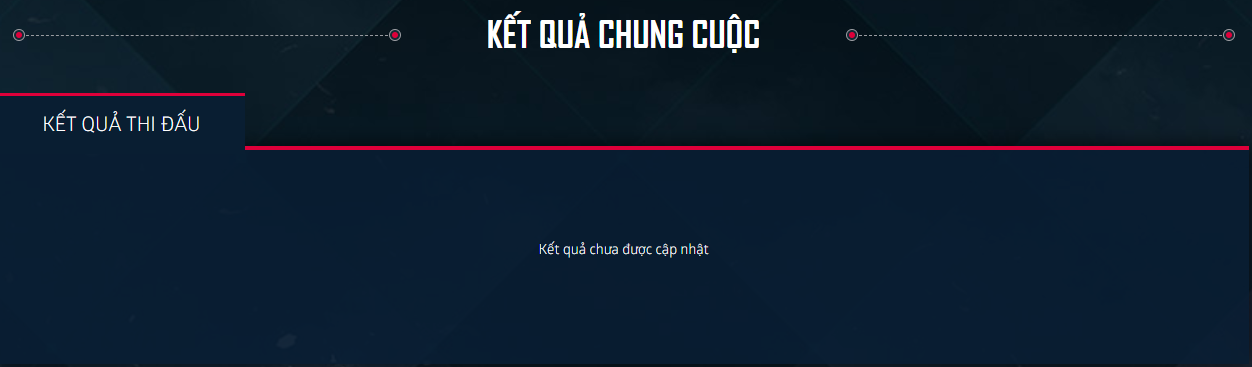 KẾT QUẢ CHUNG CUỘC
KẾT QUẢ THI ĐẤU
Kết quả chưa được cập nhật